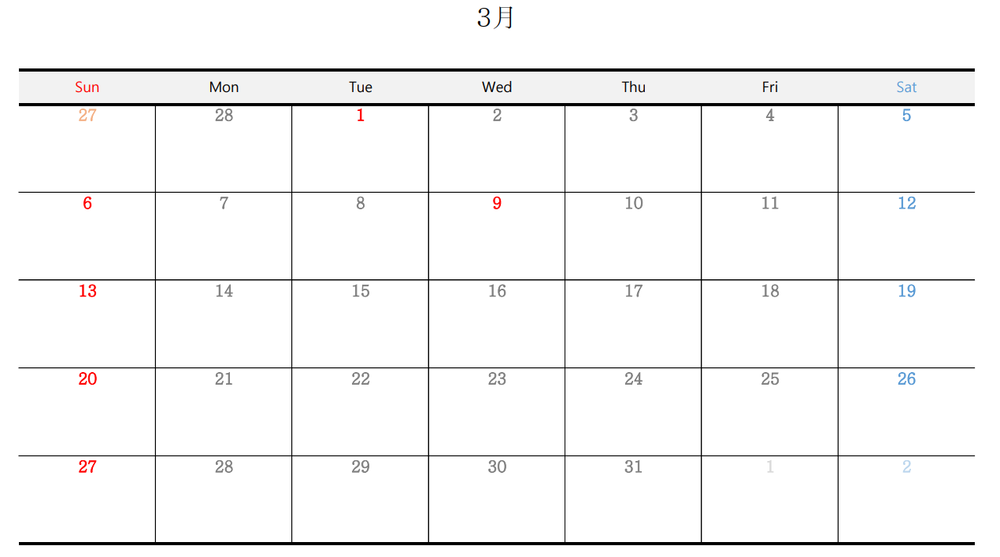 3月
Sun Mon Tue Wed Thu Fri Sat
27 28 1 2 3 4 5
6 7 8 9 10 11 12
13 14 15 16 17 18 19
20 21 22 23 24 25 26
27 28 29 30 31 1 2